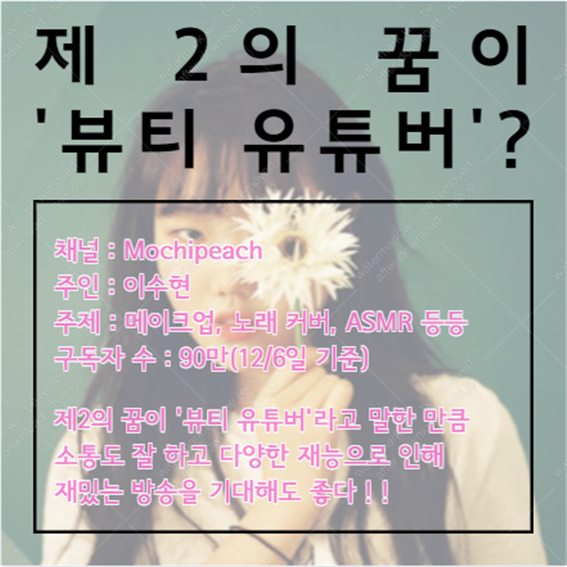 제 2의 꿈이
'뷰티 유튜버'?
채널 : Mochipeach
주인 : 이수현
주제 : 메이크업, 노래 커버, ASMR 등등
구독자 수 : 90만(12/6일 기준)
제2의 꿈이 '뷰티 유튜버'라고 말한 만큼
소통도 잘 하고 다양한 재능으로 인해
재밌는 방송을 기대해도 좋다 ! !